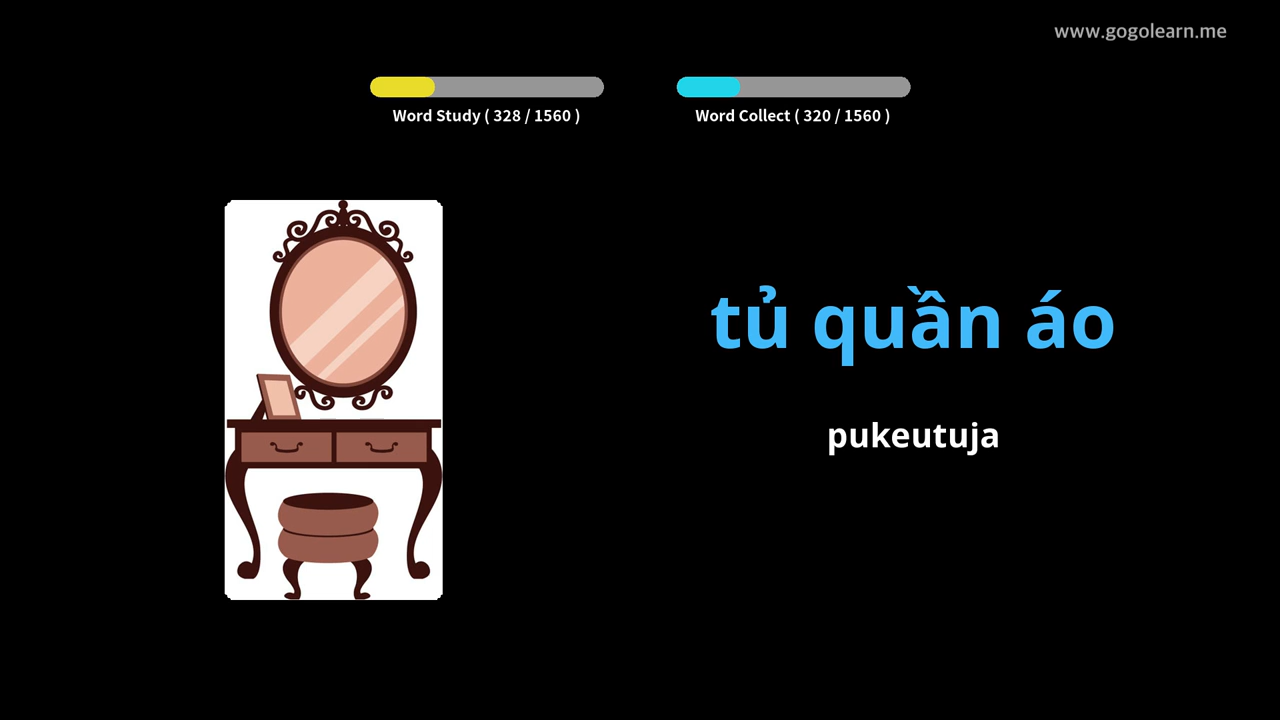 www.gogolearn.me
Word Study ( 328 / 1560 )
Word Collect ( 320 / 1560 )
tủ quần áo
pukeutuja